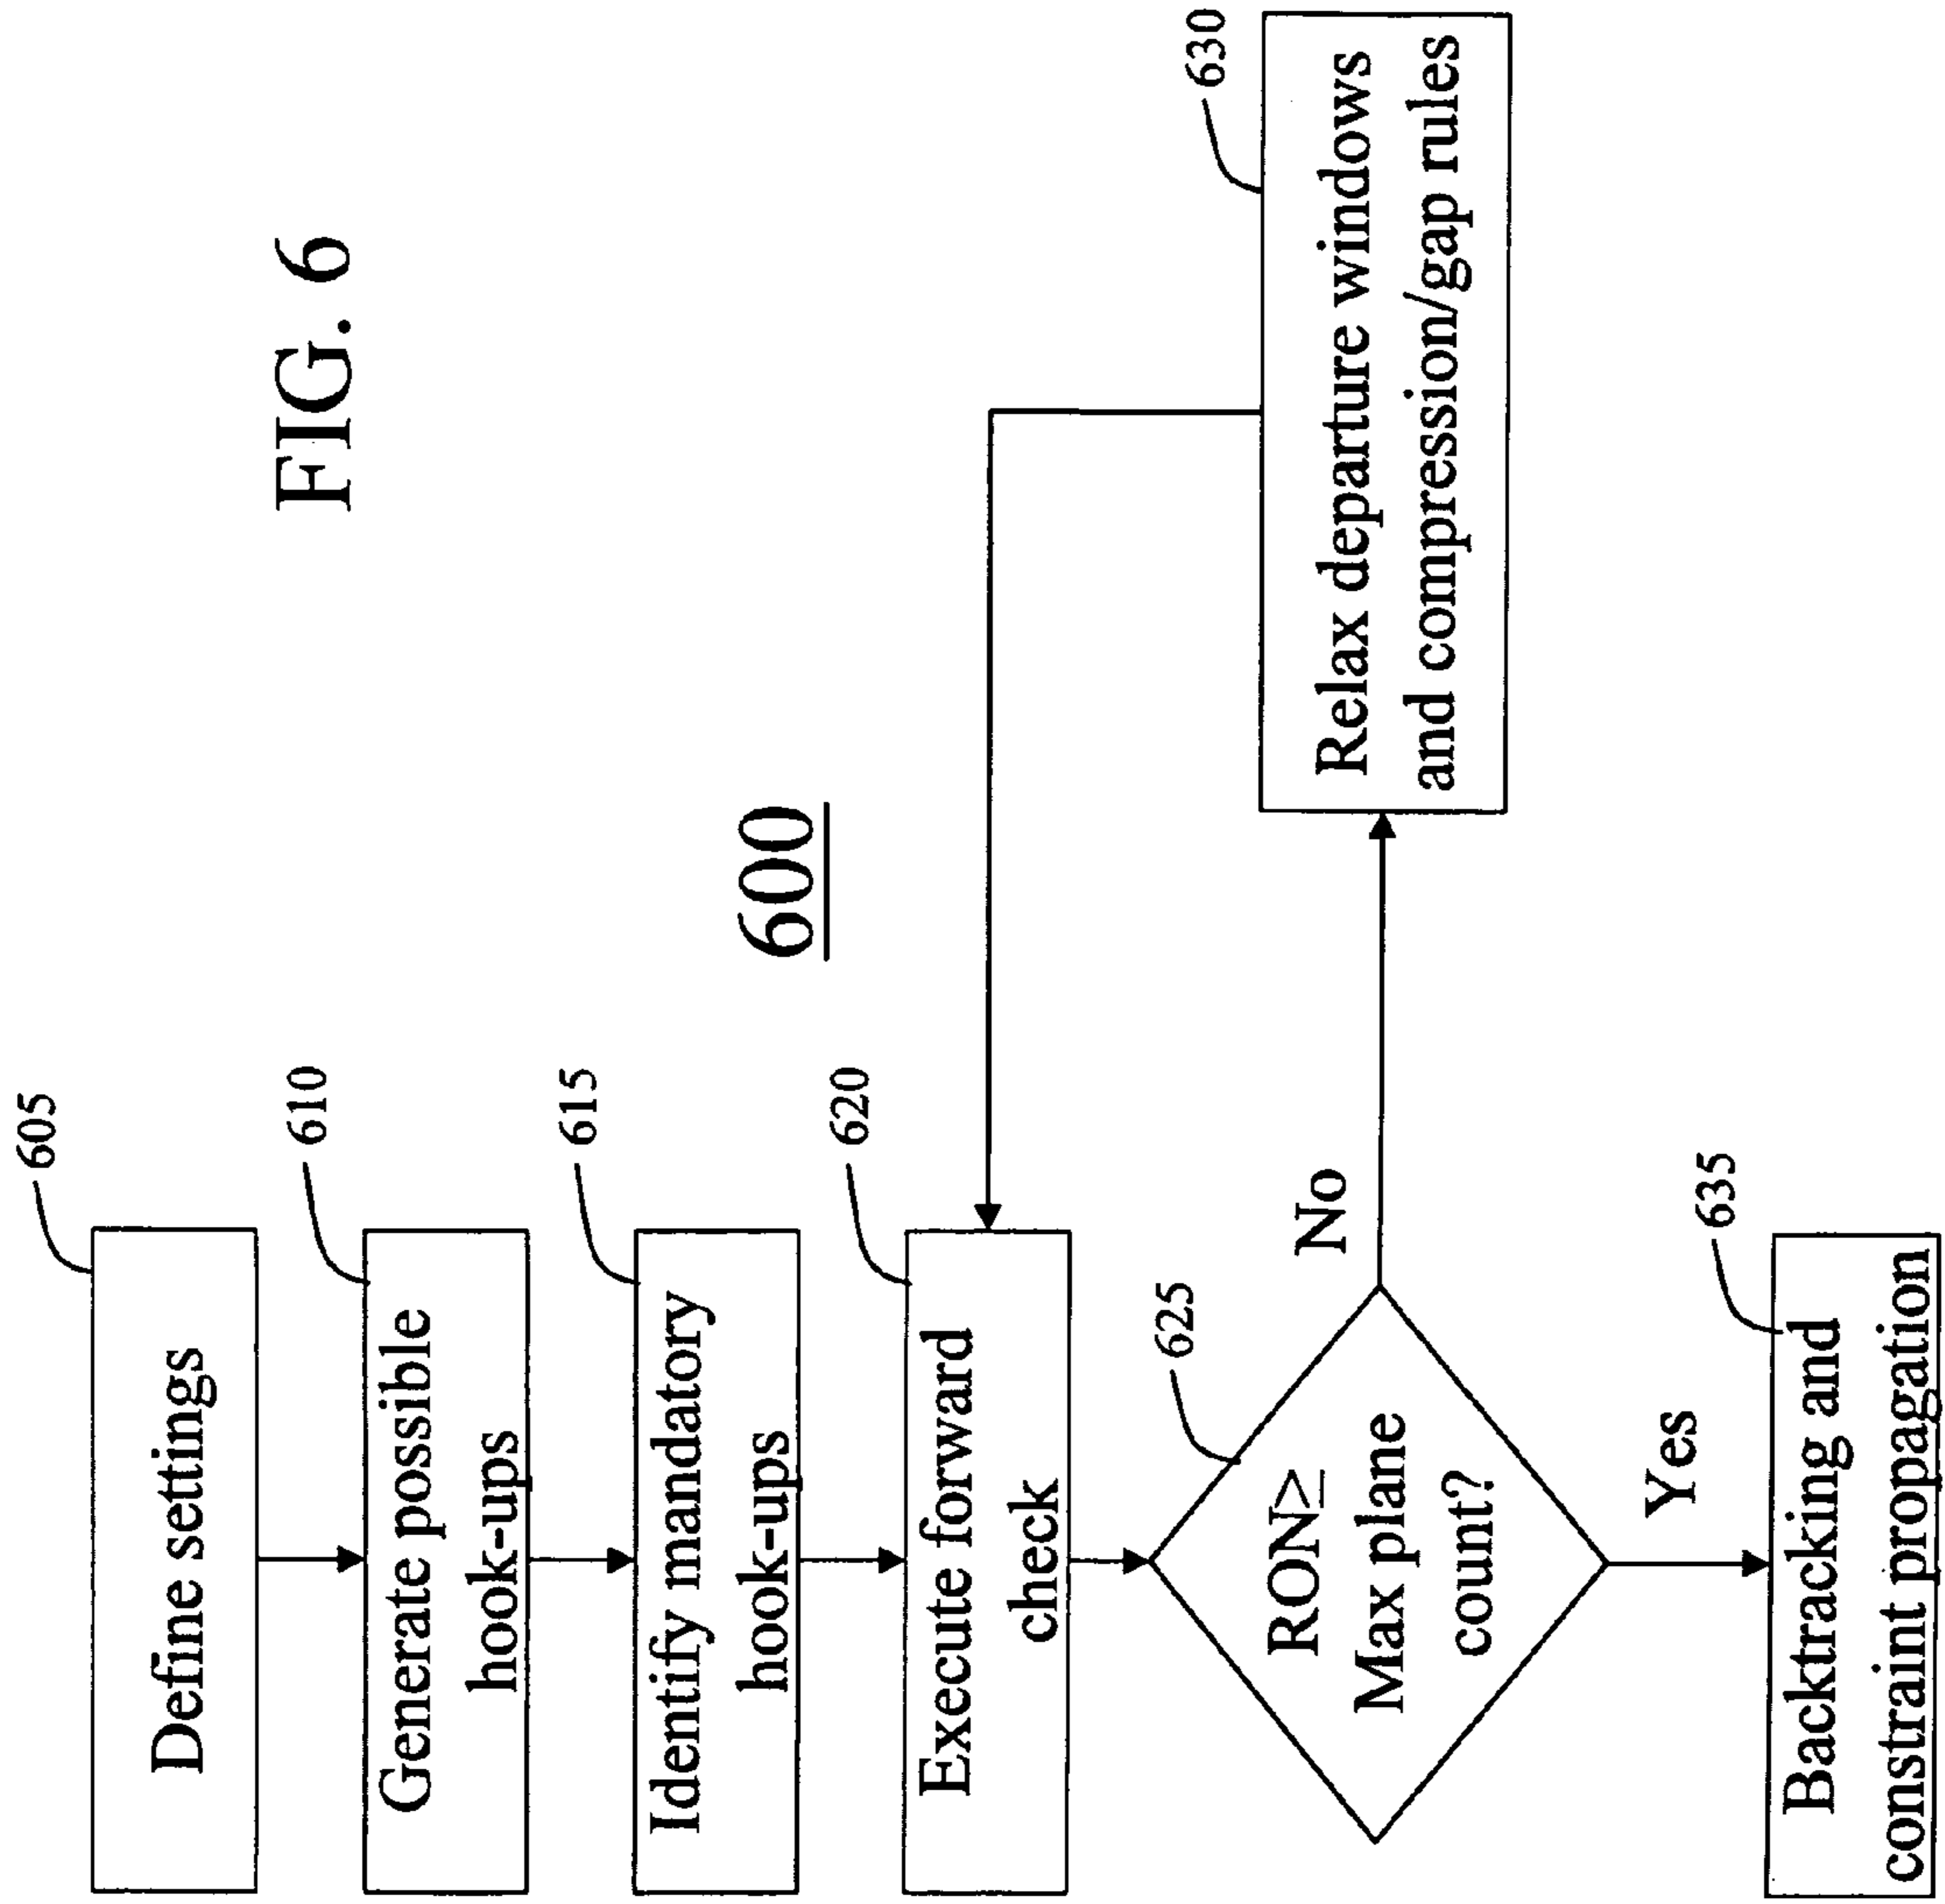 FIG. 6
600
605
Define settings
610
Generate possible
hook-ups
615
Identify mandatory
hook-ups
620
Execute forward
check
625
RON≥
Max plane
count?
No
630
Relax departure windows
and compression/gap rules
Yes
635
Backtracking and
constraint propagation